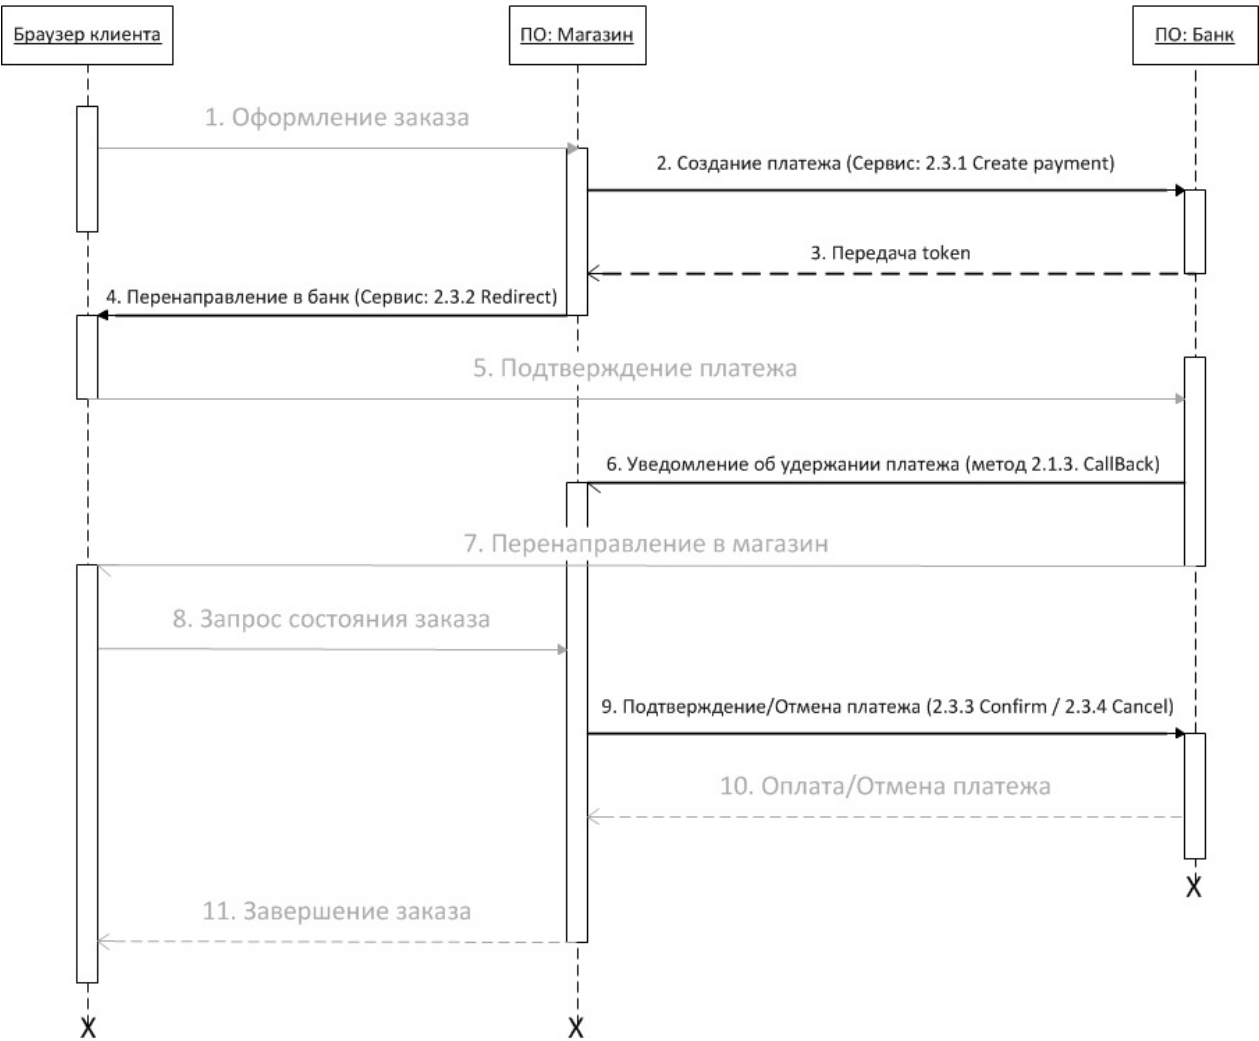 Браузер клиента
ПО: Магазин
ПО: Банк
1. Оформление заказа
2. Создание платежа (Сервис: 2.3.1 Create payment)
3. Передача token
4. Перенаправление в банк (Сервис: 2.3.2 Redirect)
5. Подтверждение платежа
6. Уведомление об удержании платежа (метод 2.1.3. CallBack)
7. Перенаправление в магазин
8. Запрос состояния заказа
9. Подтверждение/Отмена платежа (2.3.3 Confirm / 2.3.4 Cancel)
10. Оплата/Отмена платежа
11. Завершение заказа